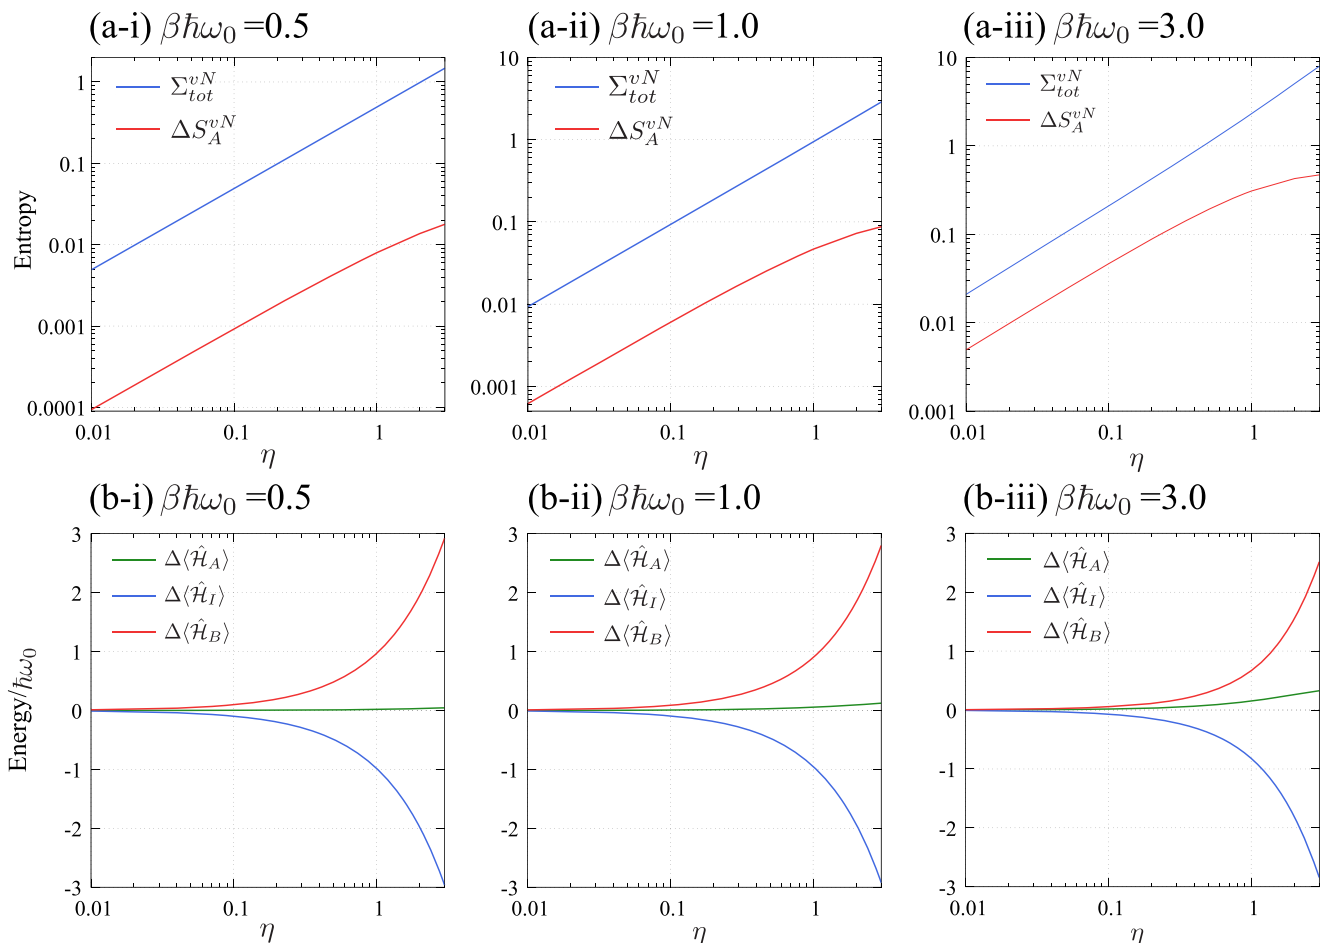 (a-i) βħω₀ =0.5
(a-ii) βħω₀ =1.0
(a-iii) βħω₀ =3.0
Entropy
1
0.1
0.01
0.001
0.0001
Σ_{tot}^{vN}
ΔS_A^{vN}
0.01 0.1 1
η
10
1
0.1
0.01
0.001
Σ_{tot}^{vN}
ΔS_A^{vN}
0.01 0.1 1
η
10
1
0.1
0.01
0.001
Σ_{tot}^{vN}
ΔS_A^{vN}
0.01 0.1 1
η
(b-i) βħω₀ =0.5
(b-ii) βħω₀ =1.0
(b-iii) βħω₀ =3.0
Energy/ħω₀
3
2
1
0
-1
-2
-3
Δ⟨Ĥ_A⟩
Δ⟨Ĥ_I⟩
Δ⟨Ĥ_B⟩
0.01 0.1 1
η
3
2
1
0
-1
-2
-3
Δ⟨Ĥ_A⟩
Δ⟨Ĥ_I⟩
Δ⟨Ĥ_B⟩
0.01 0.1 1
η
3
2
1
0
-1
-2
-3
Δ⟨Ĥ_A⟩
Δ⟨Ĥ_I⟩
Δ⟨Ĥ_B⟩
0.01 0.1 1
η